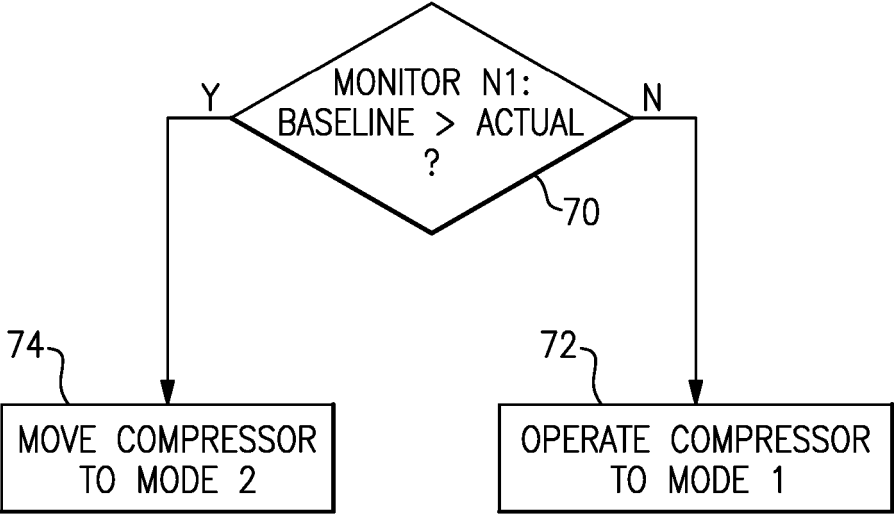 MONITOR N1:
Y
BASELINE > ACTUAL
N
?
70
74
72
MOVE COMPRESSOR
TO MODE 2
OPERATE COMPRESSOR
TO MODE 1